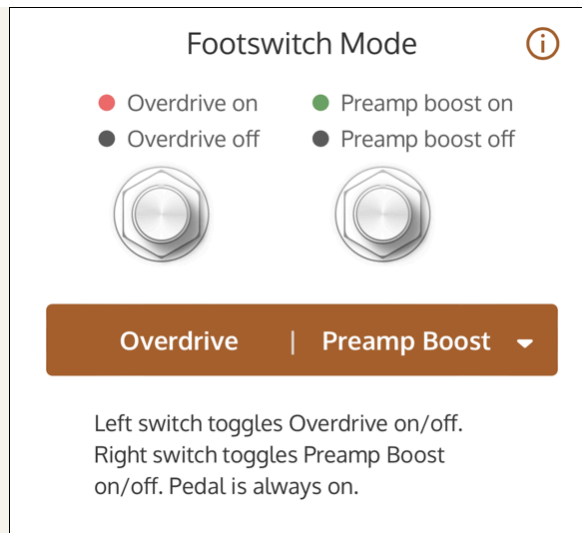 Footswitch Mode
Overdrive on
Preamp boost on
Overdrive off
Preamp boost off
Overdrive | Preamp Boost
Left switch toggles Overdrive on/off.
Right switch toggles Preamp Boost
on/off. Pedal is always on.